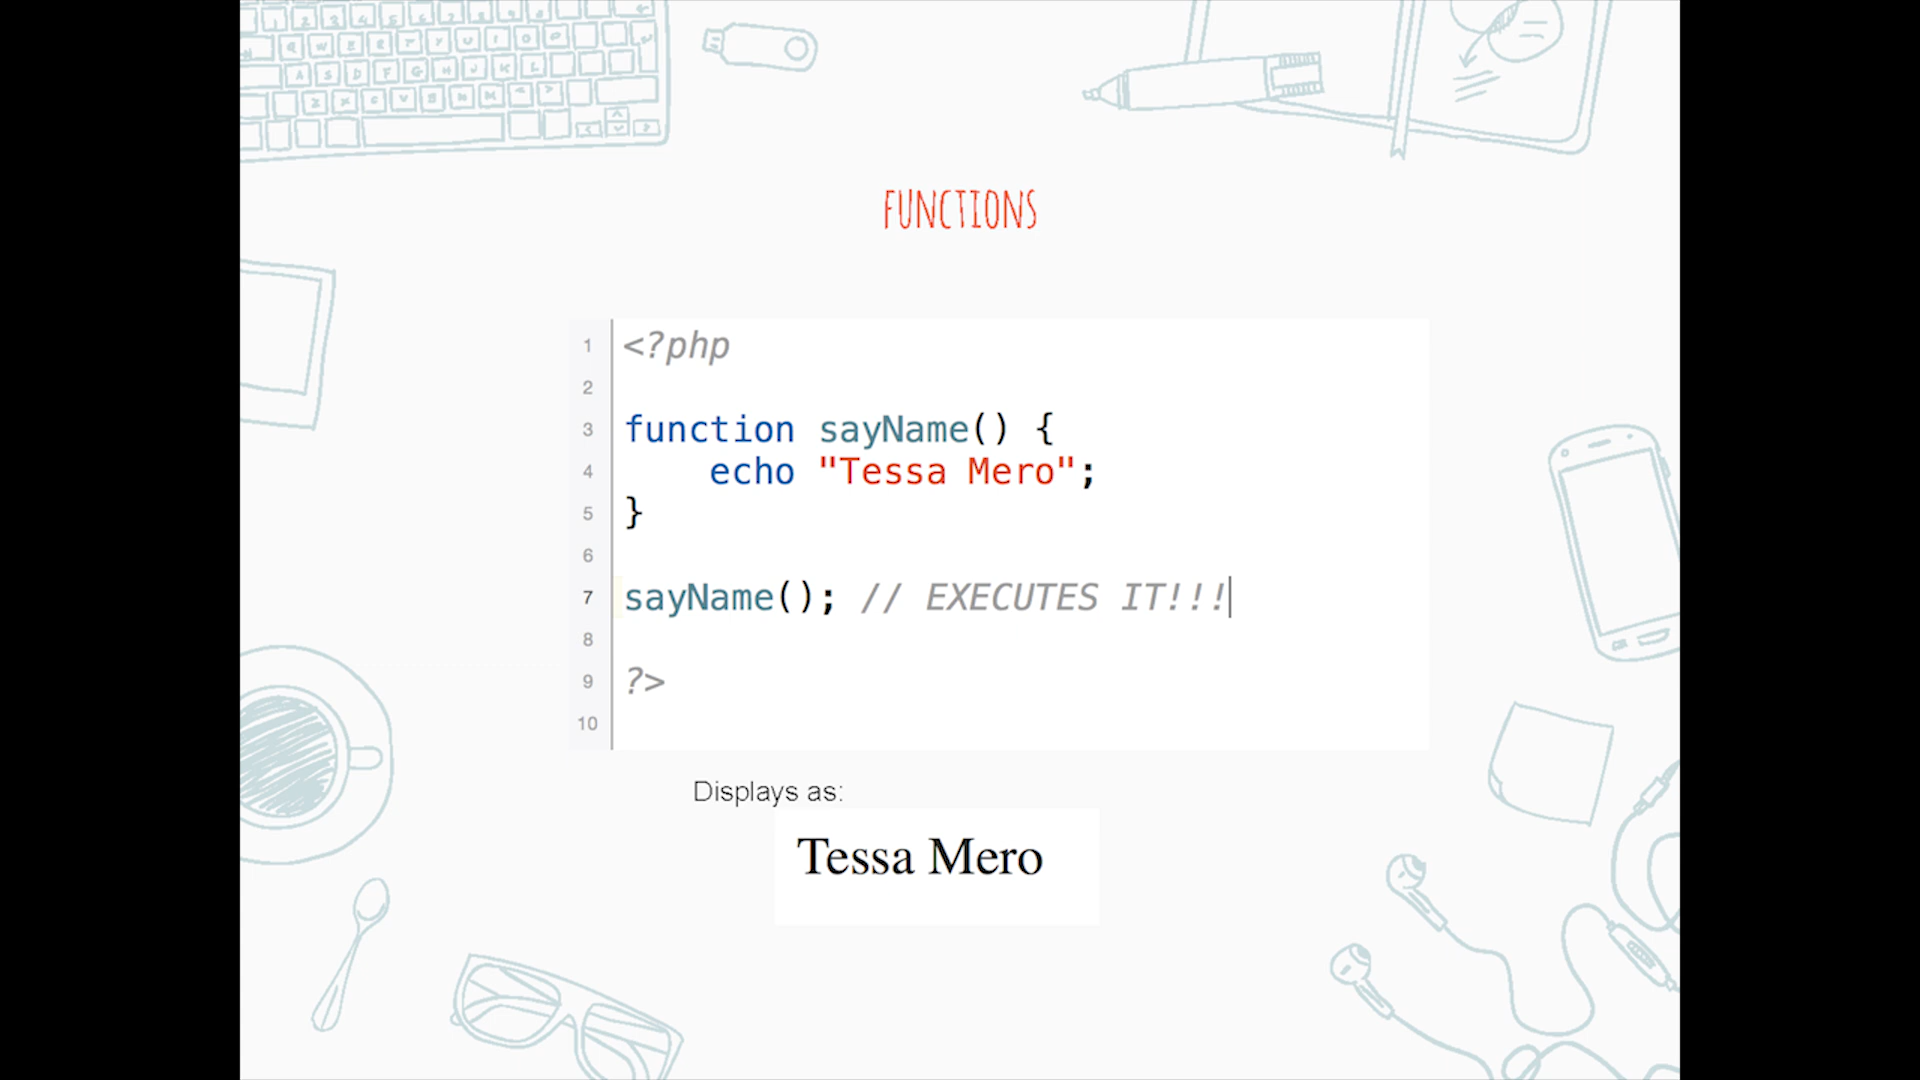 FUNCTIONS
1 <?php
2
3 function sayName() {
4 echo "Tessa Mero";
5 }
6
7 sayName(); // EXECUTES IT!!!
8
9 ?>
10
Displays as:
Tessa Mero